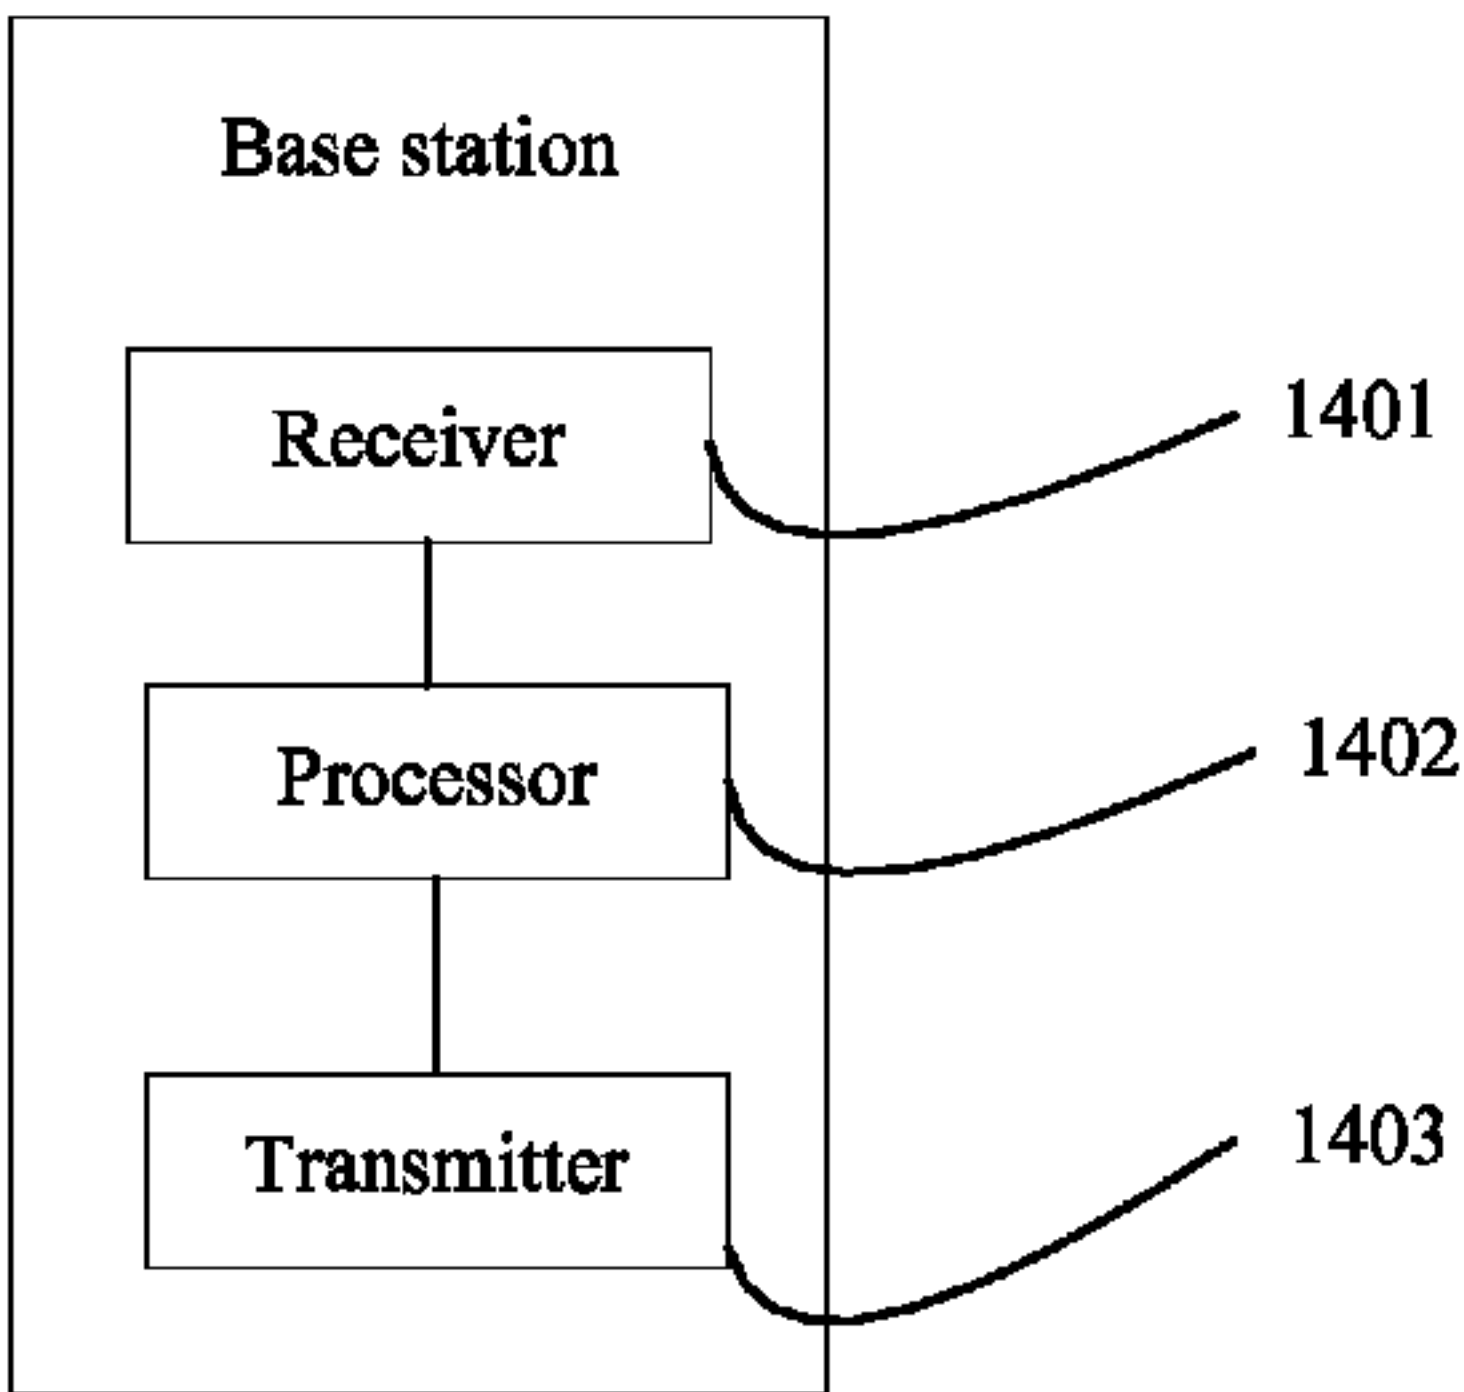 Base station
Receiver
1401
Processor
1402
Transmitter
1403